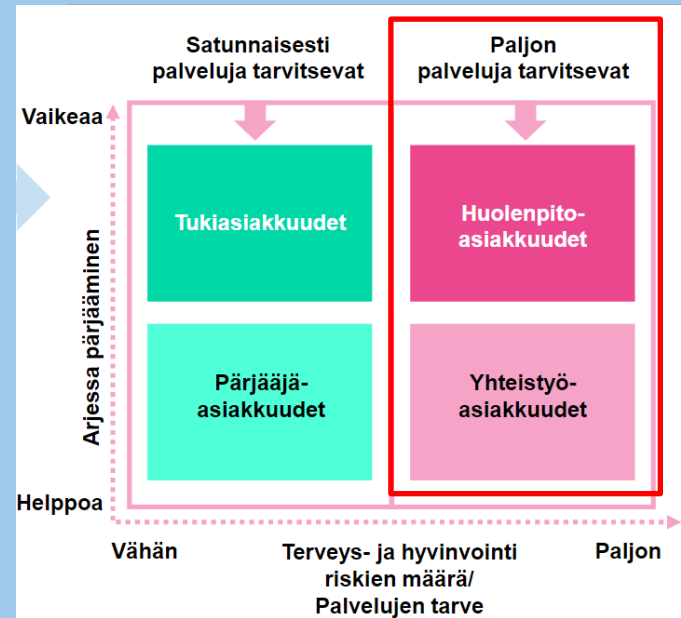 Satunnaisesti
palveluja tarvitsevat
Paljon
palveluja tarvitsevat
Vaikeaa
Arjessa pärjääminen
Helppoa
Tukiasiakkuudet
Huolenpito-
asiakkuudet
Pärjääjä-
asiakkuudet
Yhteistyö-
asiakkuudet
Vähän
Terveys- ja hyvinvointi
riskien määrä/
Palvelujen tarve
Paljon